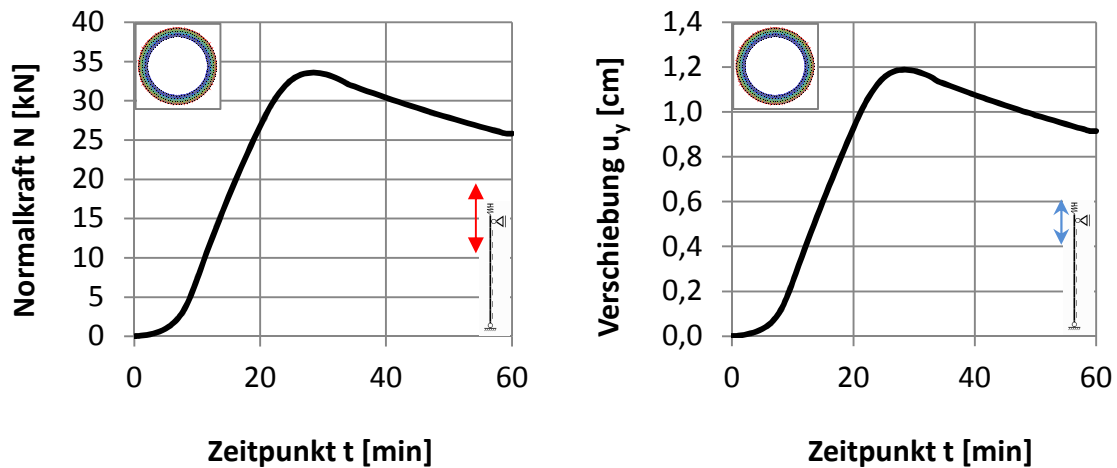 Normalkraft N [kN]
40
35
30
25
20
15
10
5
0
0 20 40 60
Zeitpunkt t [min]
Verschiebung uy [cm]
1,4
1,2
1,0
0,8
0,6
0,4
0,2
0,0
0 20 40 60
Zeitpunkt t [min]